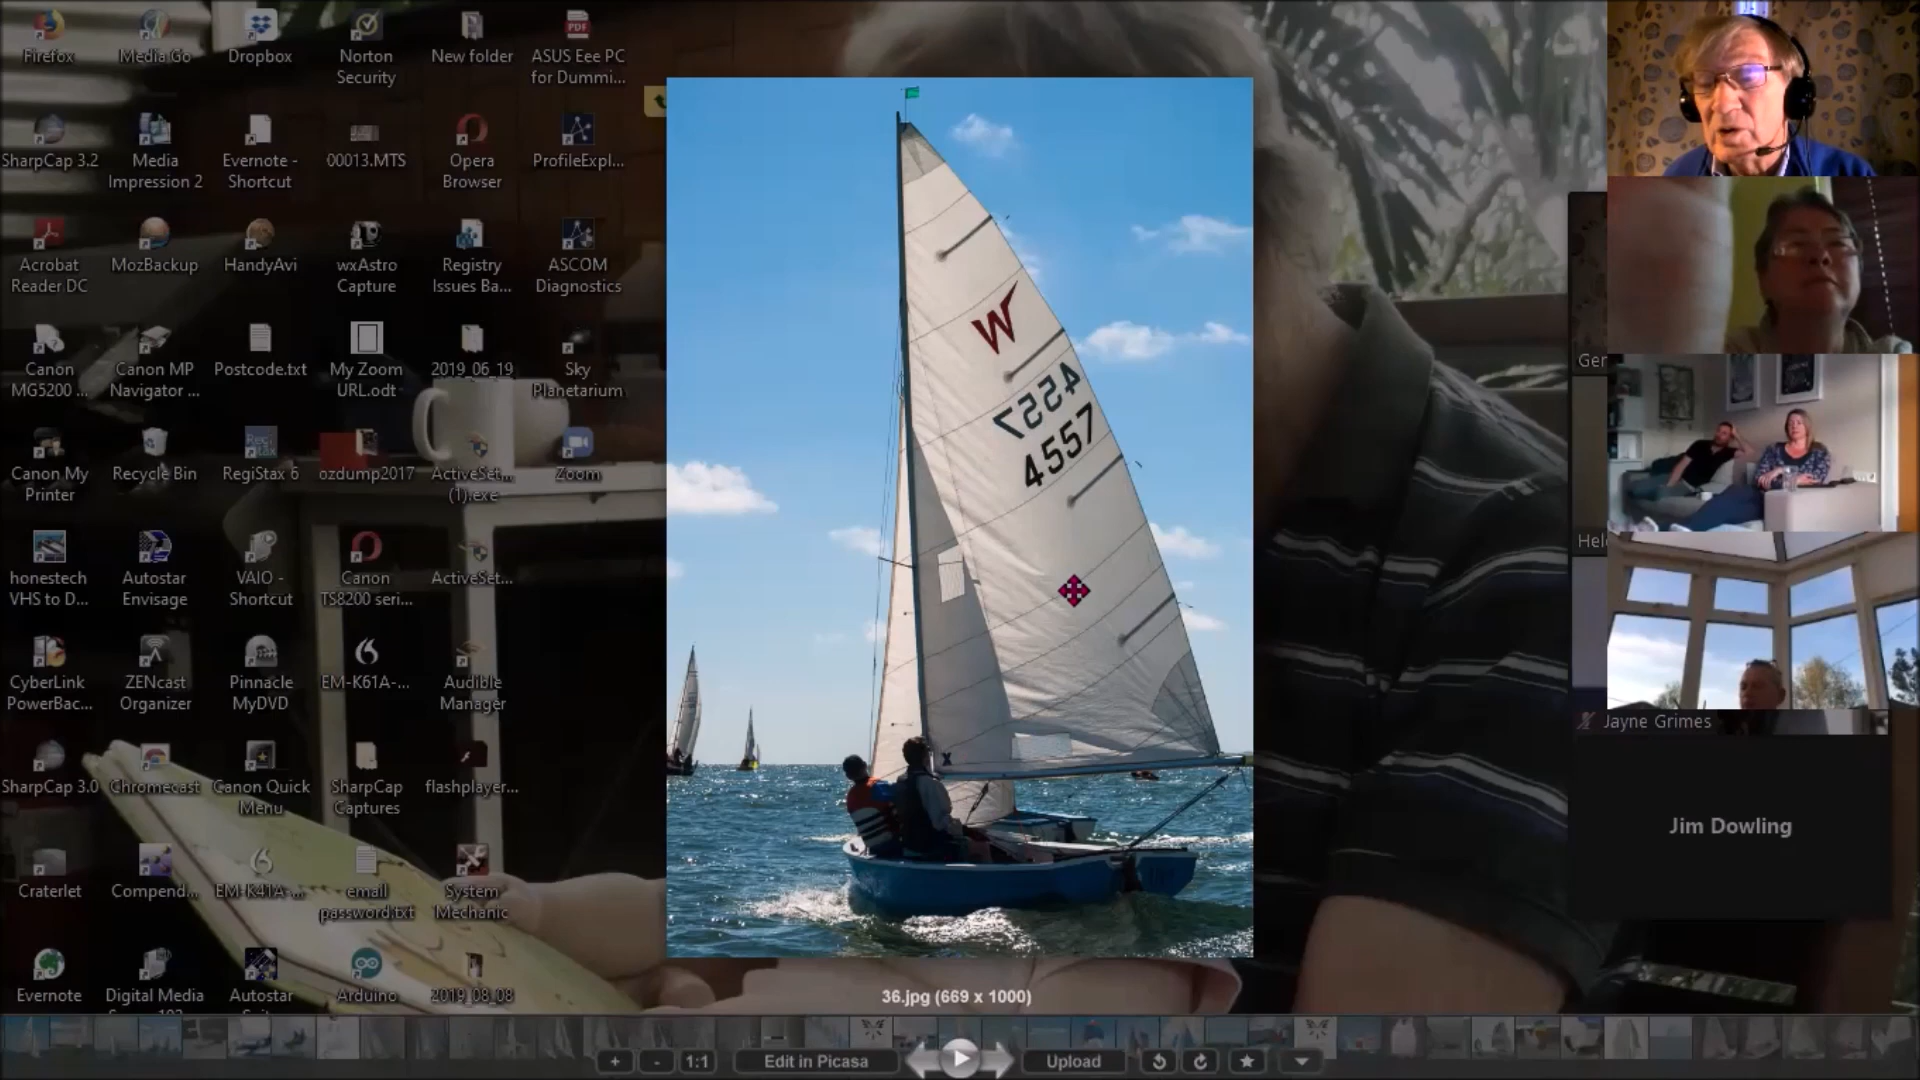 Firefox
Media Go
Dropbox
Norton
Security
New folder
ASUS Eee PC
for Dummi...
PDF
SharpCap 3.2
Media
Impression 2
Evernote -
Shortcut
00013.MTS
Opera
Browser
ProfileExpl...
Acrobat
Reader DC
MozBackup
HandyAvi
wxAstro
Capture
Registry
Issues Ba...
ASCOM
Diagnostics
Canon
MG5200 ...
Canon MP
Navigator ...
Postcode.txt
My Zoom
URL.odt
2019_06_19
Sky
Planetarium
Canon My
Printer
Recycle Bin
RegiStax 6
ozdump2017
ActiveSet...
(1).exe
Zoom
honestech
VHS to D...
Autostar
Envisage
VAIO -
Shortcut
Canon
TS8200 seri...
ActiveSet...
CyberLink
PowerBac...
ZENcast
Organizer
Pinnacle
MyDVD
EM-K61A-...
Audible
Manager
SharpCap 3.0
Chromecast
Canon Quick
Menu
SharpCap
Captures
flashplayer...
Craterlet
Compend...
EM-K41A-...
email
password.txt
System
Mechanic
Evernote
Digital Media
Autostar
Arduino
2019_08_08
W
4557
4557
36.jpg (669 x 1000)
+
-
1:1
Edit in Picasa
Upload
Ger
Hel
Jayne Grimes
Jim Dowling